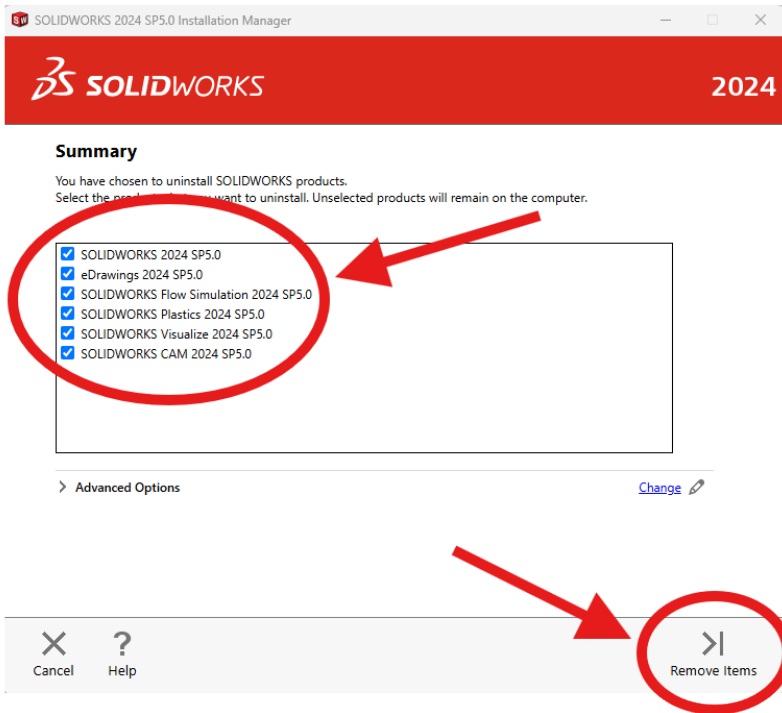 SOLIDWORKS 2024 SP5.0 Installation Manager
SOLIDWORKS
2024
Summary
You have chosen to uninstall SOLIDWORKS products.
Select the products that you want to uninstall. Unselected products will remain on the computer.
SOLIDWORKS 2024 SP5.0
eDrawings 2024 SP5.0
SOLIDWORKS Flow Simulation 2024 SP5.0
SOLIDWORKS Plastics 2024 SP5.0
SOLIDWORKS Visualize 2024 SP5.0
SOLIDWORKS CAM 2024 SP5.0
Advanced Options
Change
Cancel
Help
Remove Items